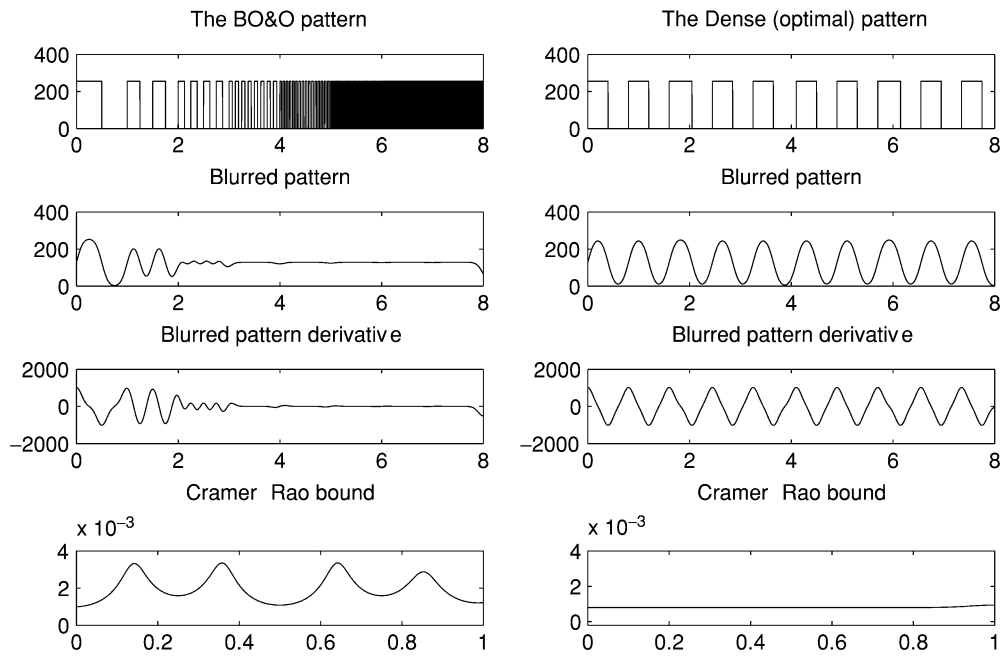 The BO&O pattern
400
200
0
0 2 4 6 8
Blurred pattern
400
200
0
0 2 4 6 8
Blurred pattern derivative
2000
0
−2000
0 2 4 6 8
Cramer Rao bound
x 10⁻³
4
2
0
0 0.2 0.4 0.6 0.8 1
The Dense (optimal) pattern
400
200
0
0 2 4 6 8
Blurred pattern
400
200
0
0 2 4 6 8
Blurred pattern derivative
2000
0
−2000
0 2 4 6 8
Cramer Rao bound
x 10⁻³
4
2
0
0 0.2 0.4 0.6 0.8 1